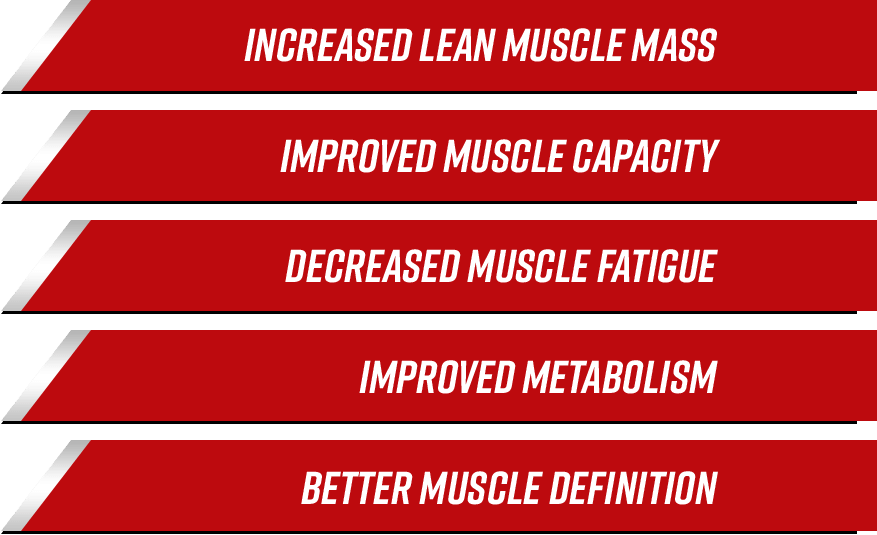 INCREASED LEAN MUSCLE MASS
IMPROVED MUSCLE CAPACITY
DECREASED MUSCLE FATIGUE
IMPROVED METABOLISM
BETTER MUSCLE DEFINITION